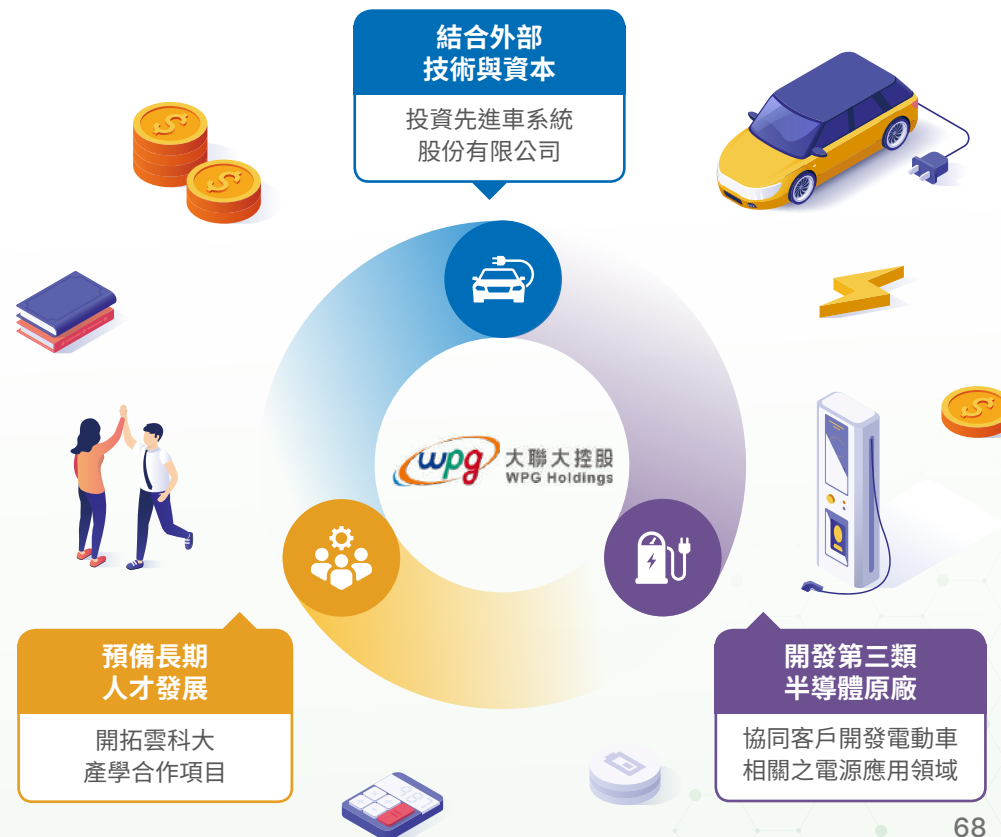 結合外部
技術與資本
投資先進車系統
股份有限公司
wpg 大聯大控股
WPG Holdings
預備長期
人才發展
開拓雲科大
產學合作項目
開發第三類
半導體原廠
協同客戶開發電動車
相關之電源應用領域
68